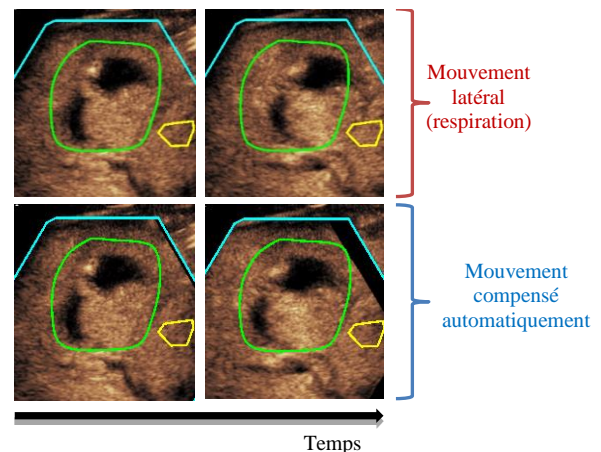 Mouvement
latéral
(respiration)
Mouvement
compensé
automatiquement
Temps